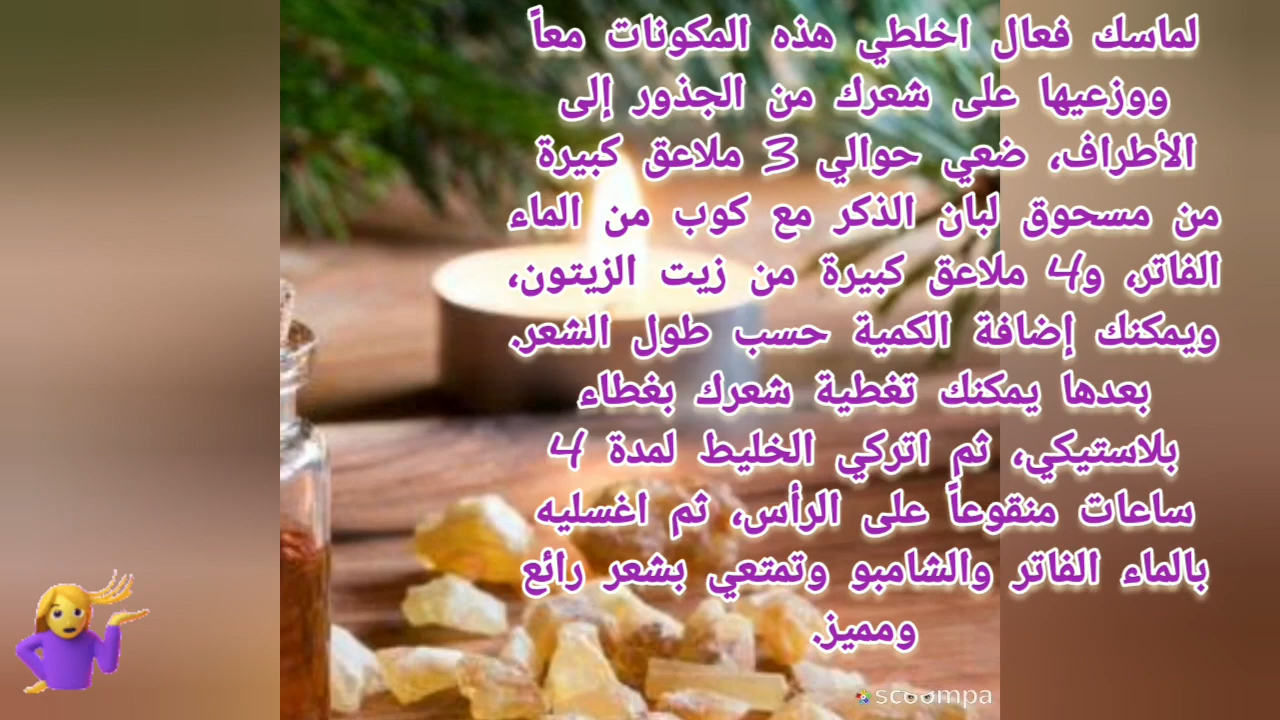 لماسك فعال اخلطي هذه المكونات معاً
ووزعيها على شعرك من الجذور إلى
الأطراف، ضعي حوالي 3 ملاعق كبيرة
من مسحوق لبان الذكر مع كوب من الماء
الفاتر، و4 ملاعق كبيرة من زيت الزيتون،
ويمكنك إضافة الكمية حسب طول الشعر.
بعدها يمكنك تغطية شعرك بغطاء
بلاستيكي، ثم اتركي الخليط لمدة 4
ساعات منقوعاً على الرأس، ثم اغسليه
بالماء الفاتر والشامبو وتمتعي بشعر رائع
ومميز.
scoompa